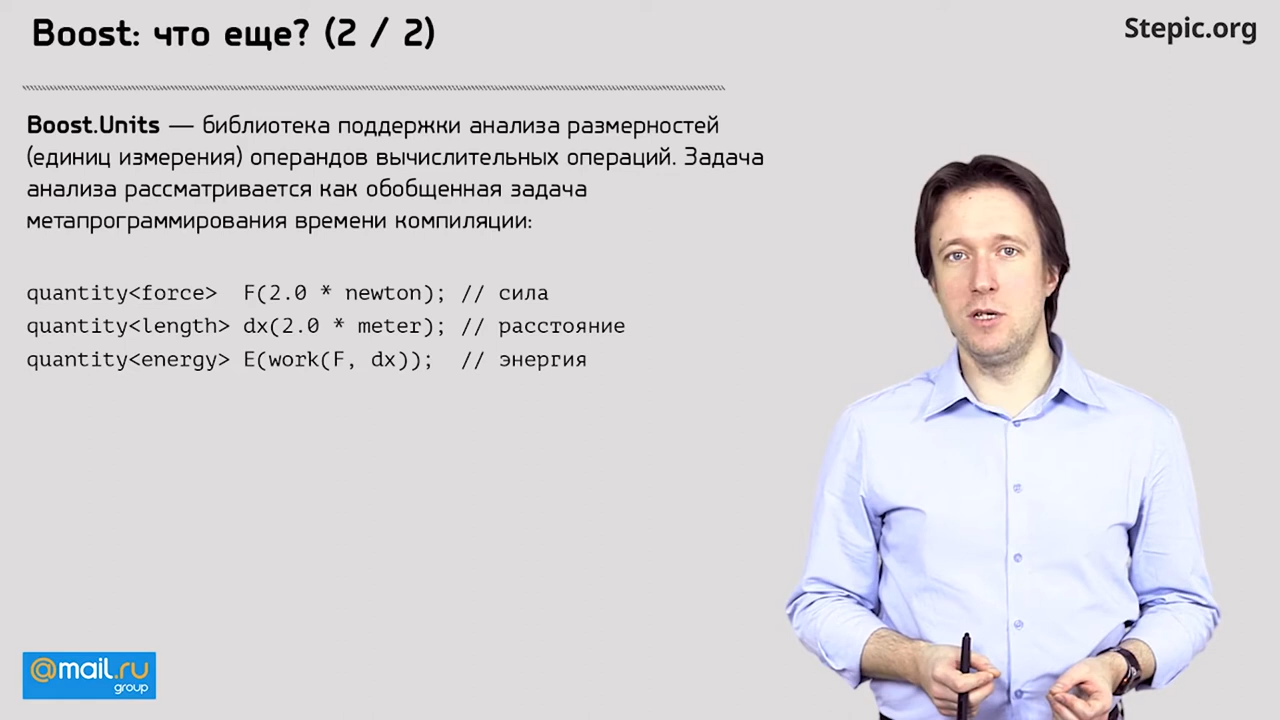 Boost: что еще? (2 / 2)
Stepic.org
Boost.Units — библиотека поддержки анализа размерностей
(единиц измерения) операндов вычислительных операций. Задача
анализа рассматривается как обобщенная задача
метапрограммирования времени компиляции:
quantity<force>  F(2.0 * newton); // сила
quantity<length> dx(2.0 * meter); // расстояние
quantity<energy> E(work(F, dx));  // энергия
@mail.ru
group